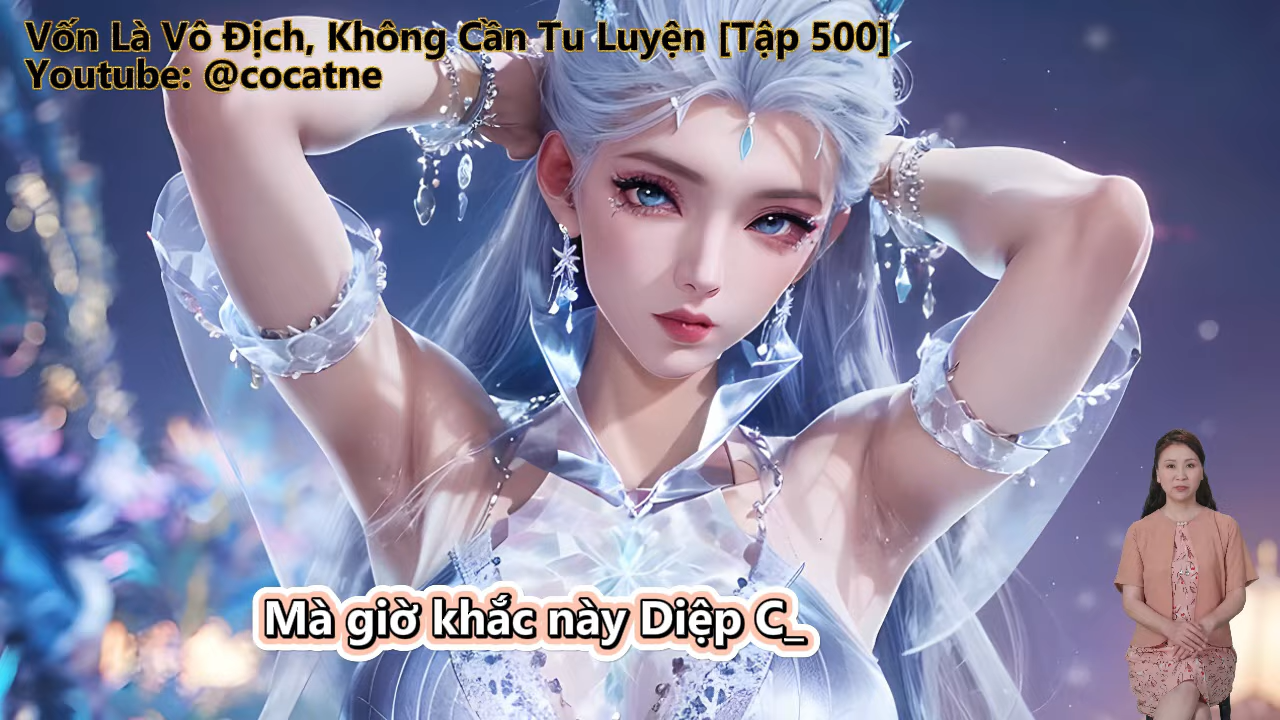 Vốn Là Vô Địch, Không Cần Tu Luyện [Tập 500]
Youtube: @cocatne
Mà giờ khắc này Diệp C_